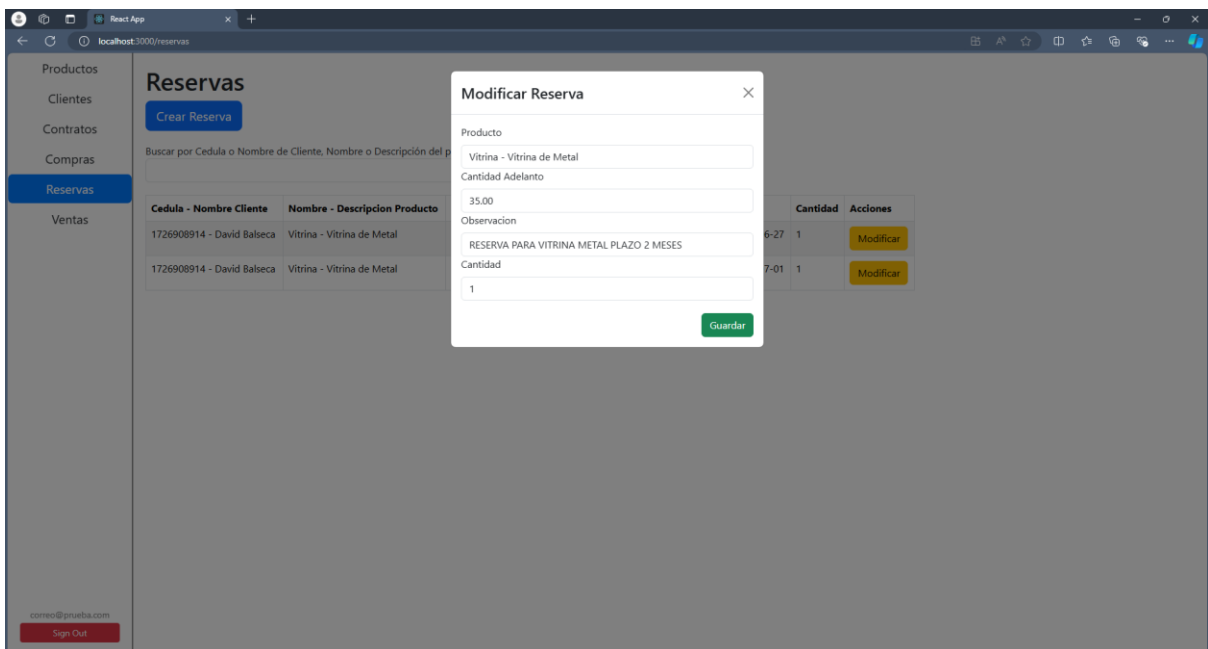 React App
localhost:3000/reservas
Productos
Clientes
Contratos
Compras
Reservas
Ventas
correo@prueba.com
Sign Out
Reservas
Crear Reserva
Buscar por Cedula o Nombre de Cliente, Nombre o Descripción del p
Cedula - Nombre Cliente Nombre - Descripcion Producto Cantidad Acciones
1726908914 - David Balseca Vitrina - Vitrina de Metal 6-27 1 Modificar
1726908914 - David Balseca Vitrina - Vitrina de Metal 7-01 1 Modificar
Modificar Reserva
Producto
Vitrina - Vitrina de Metal
Cantidad Adelanto
35.00
Observacion
RESERVA PARA VITRINA METAL PLAZO 2 MESES
Cantidad
1
Guardar